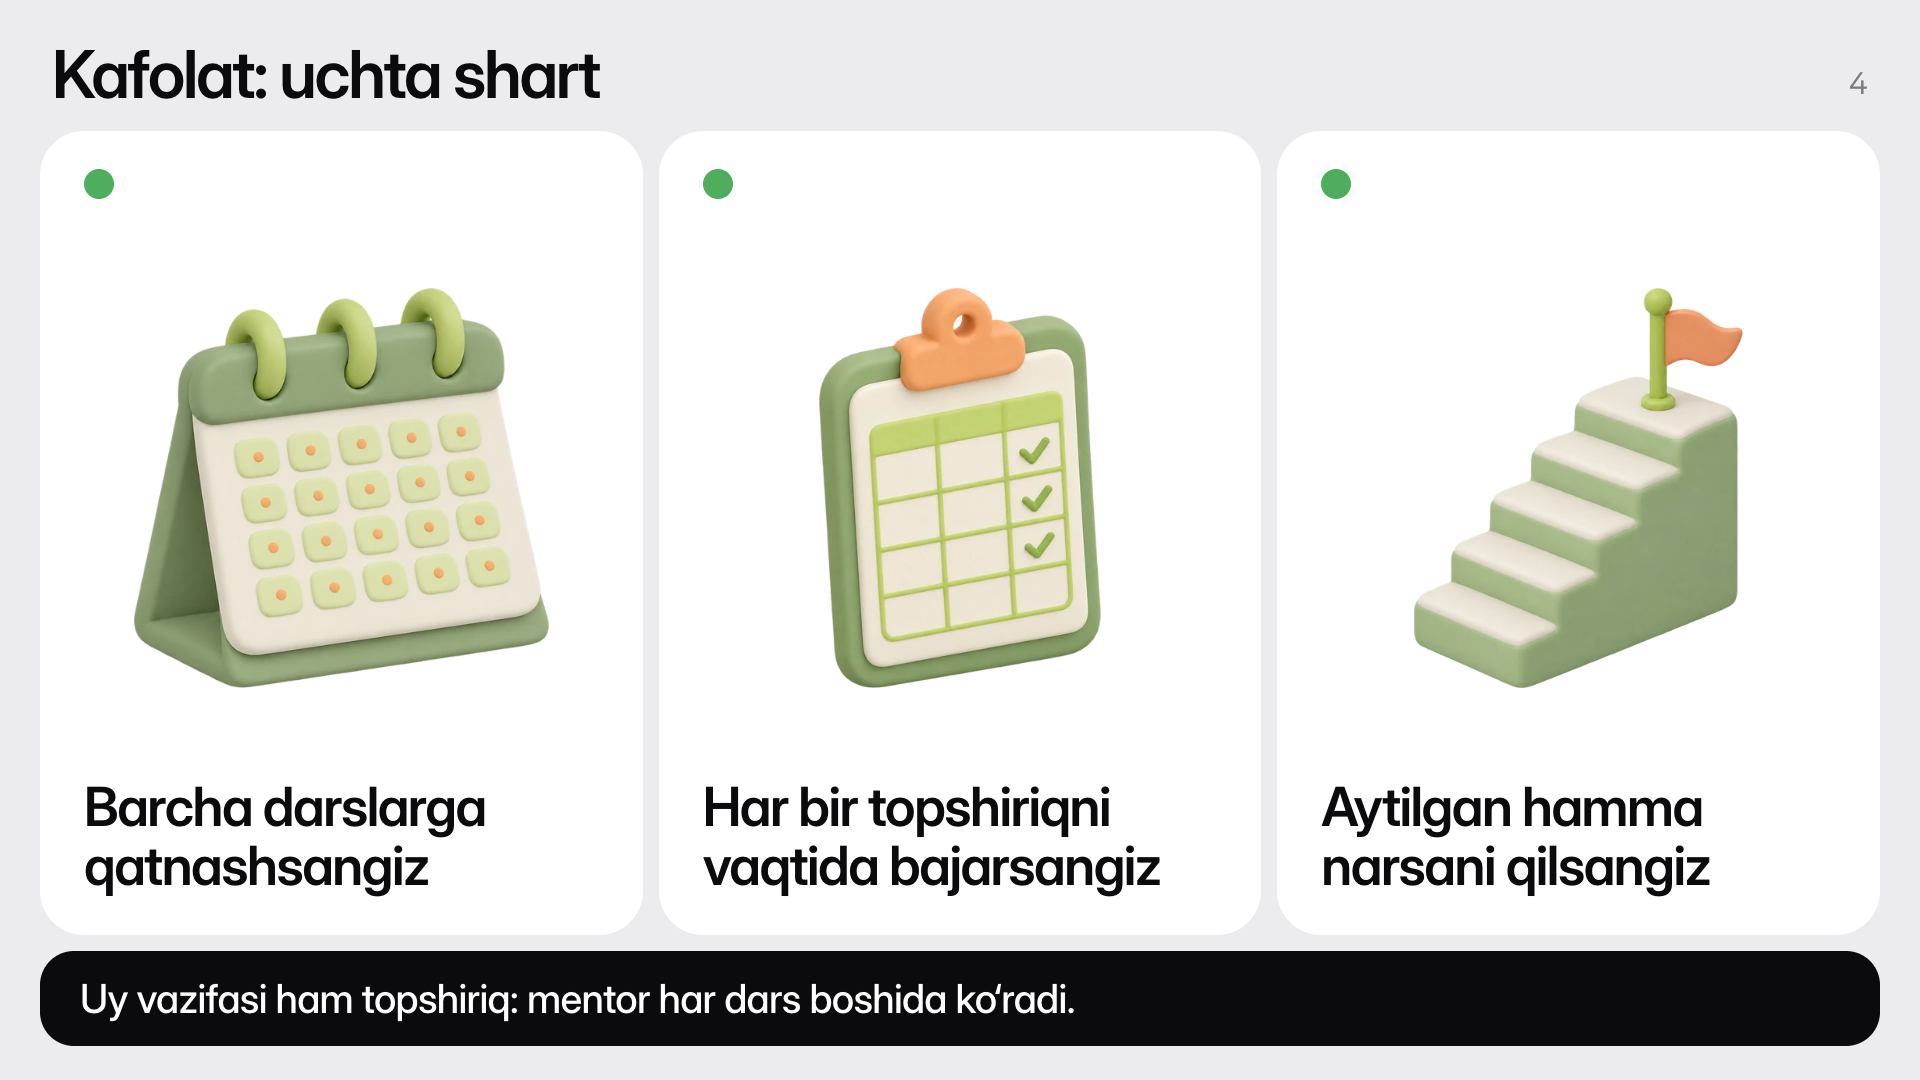 Kafolat: uchta shart
4
Barcha darslarga
qatnashsangiz
Har bir topshiriqni
vaqtida bajarsangiz
Aytilgan hamma
narsani qilsangiz
Uy vazifasi ham topshiriq: mentor har dars boshida koʻradi.